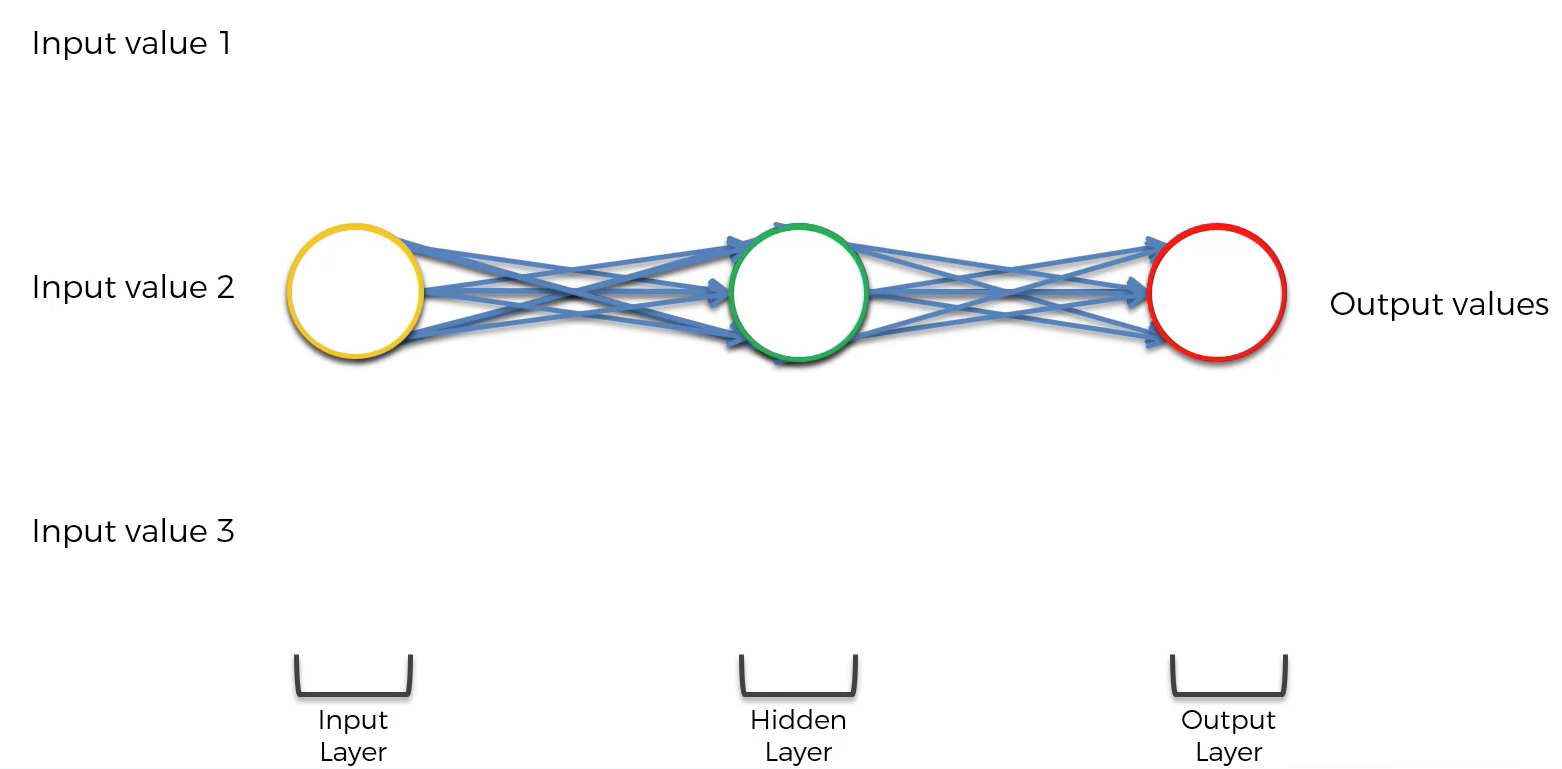 Input value 1
Input value 2
Output values
Input value 3
Input
Layer
Hidden
Layer
Output
Layer